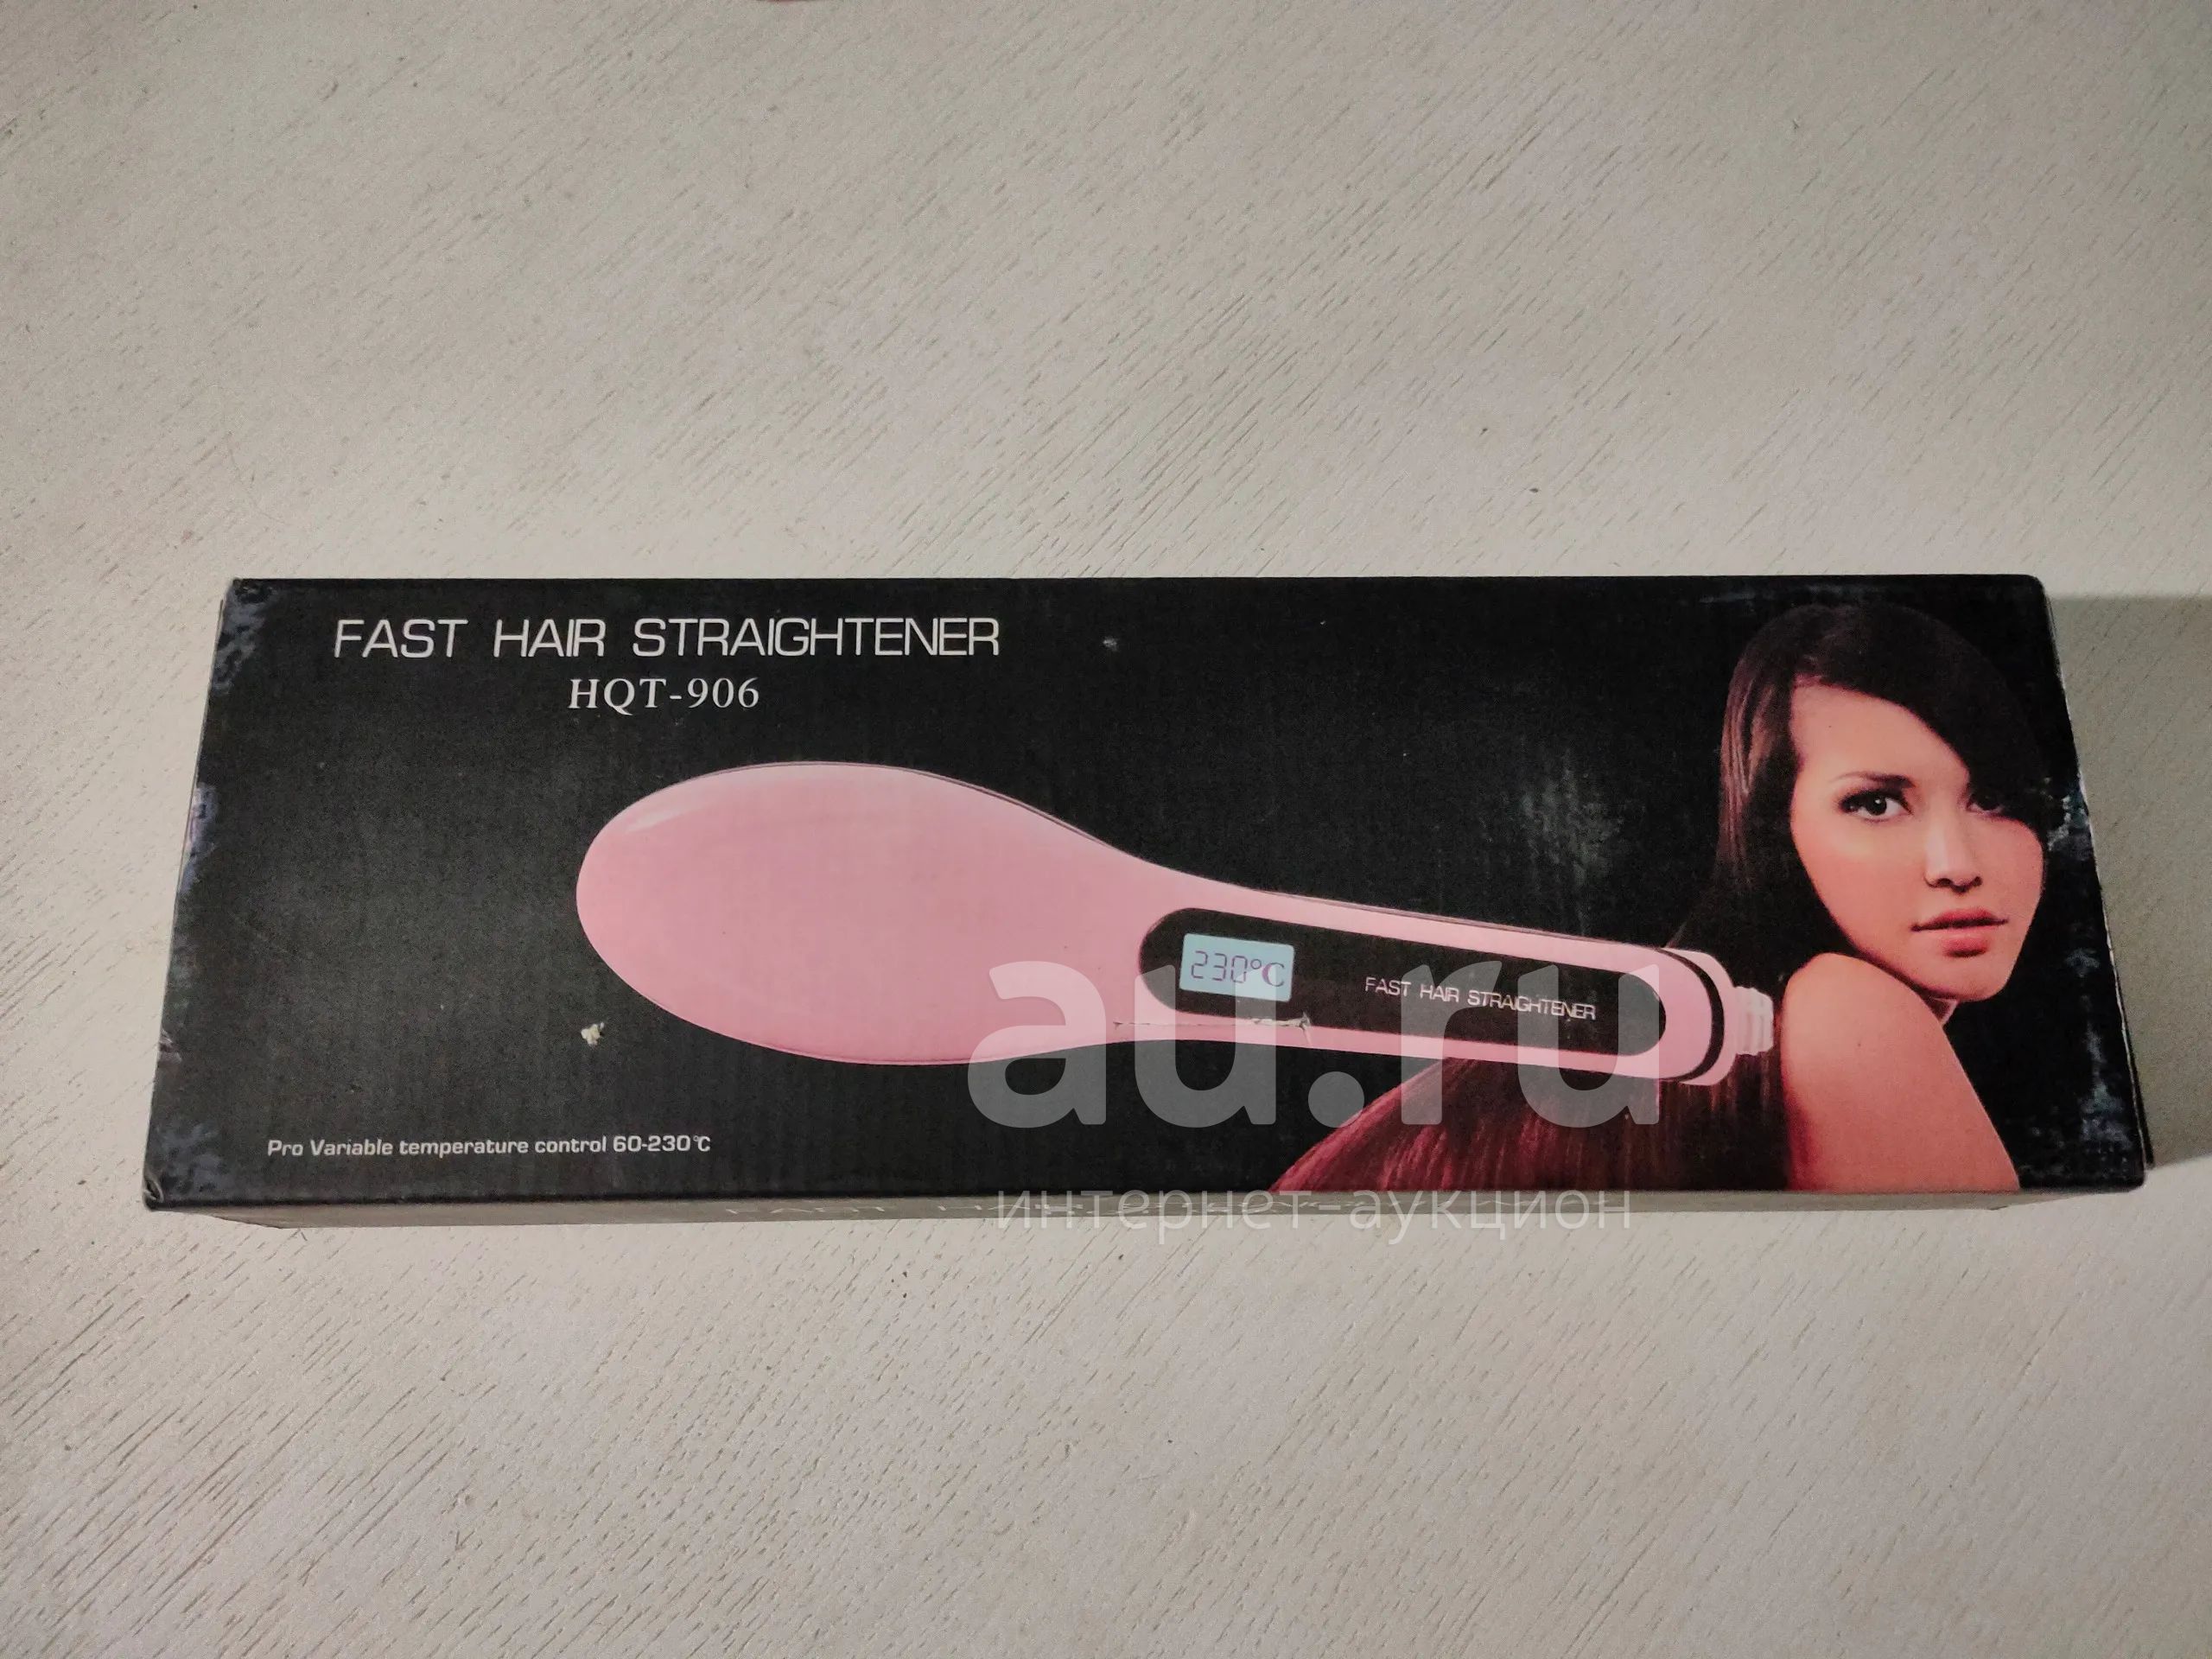 FAST HAIR STRAIGHTENER
HQT-906
230°C
FAST HAIR STRAIGHTENER
au.ru
Pro Variable temperature control 60-230℃
интернет-аукцион